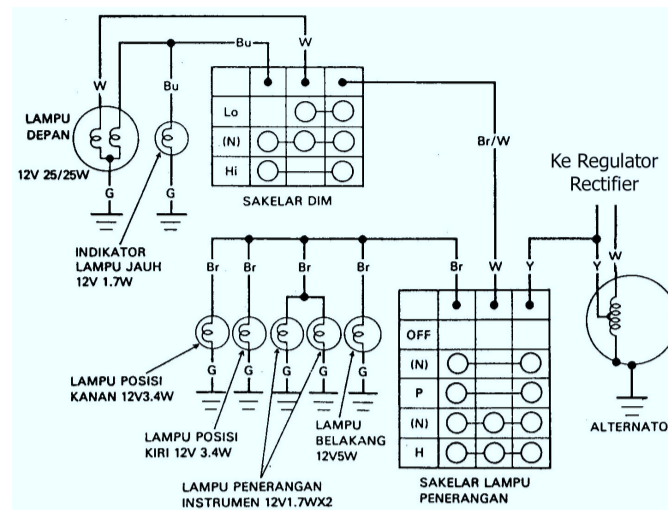 Bu
W
W
Bu
LAMPU
DEPAN
12V 25/25W
G
G
Lo
(N)
Hi
SAKELAR DIM
Br/W
Ke Regulator
Rectifier
INDIKATOR
LAMPU JAUH
12V 1.7W
Br
Br
Br
Br
Br
W
Y
Y
W
OFF
(N)
P
(N)
H
G
G
G
G
G
ALTERNATO
LAMPU POSISI
KANAN 12V3.4W
LAMPU POSISI
KIRI 12V 3.4W
LAMPU PENERANGAN
INSTRUMEN 12V1.7WX2
LAMPU
BELAKANG
12V5W
SAKELAR LAMPU
PENERANGAN